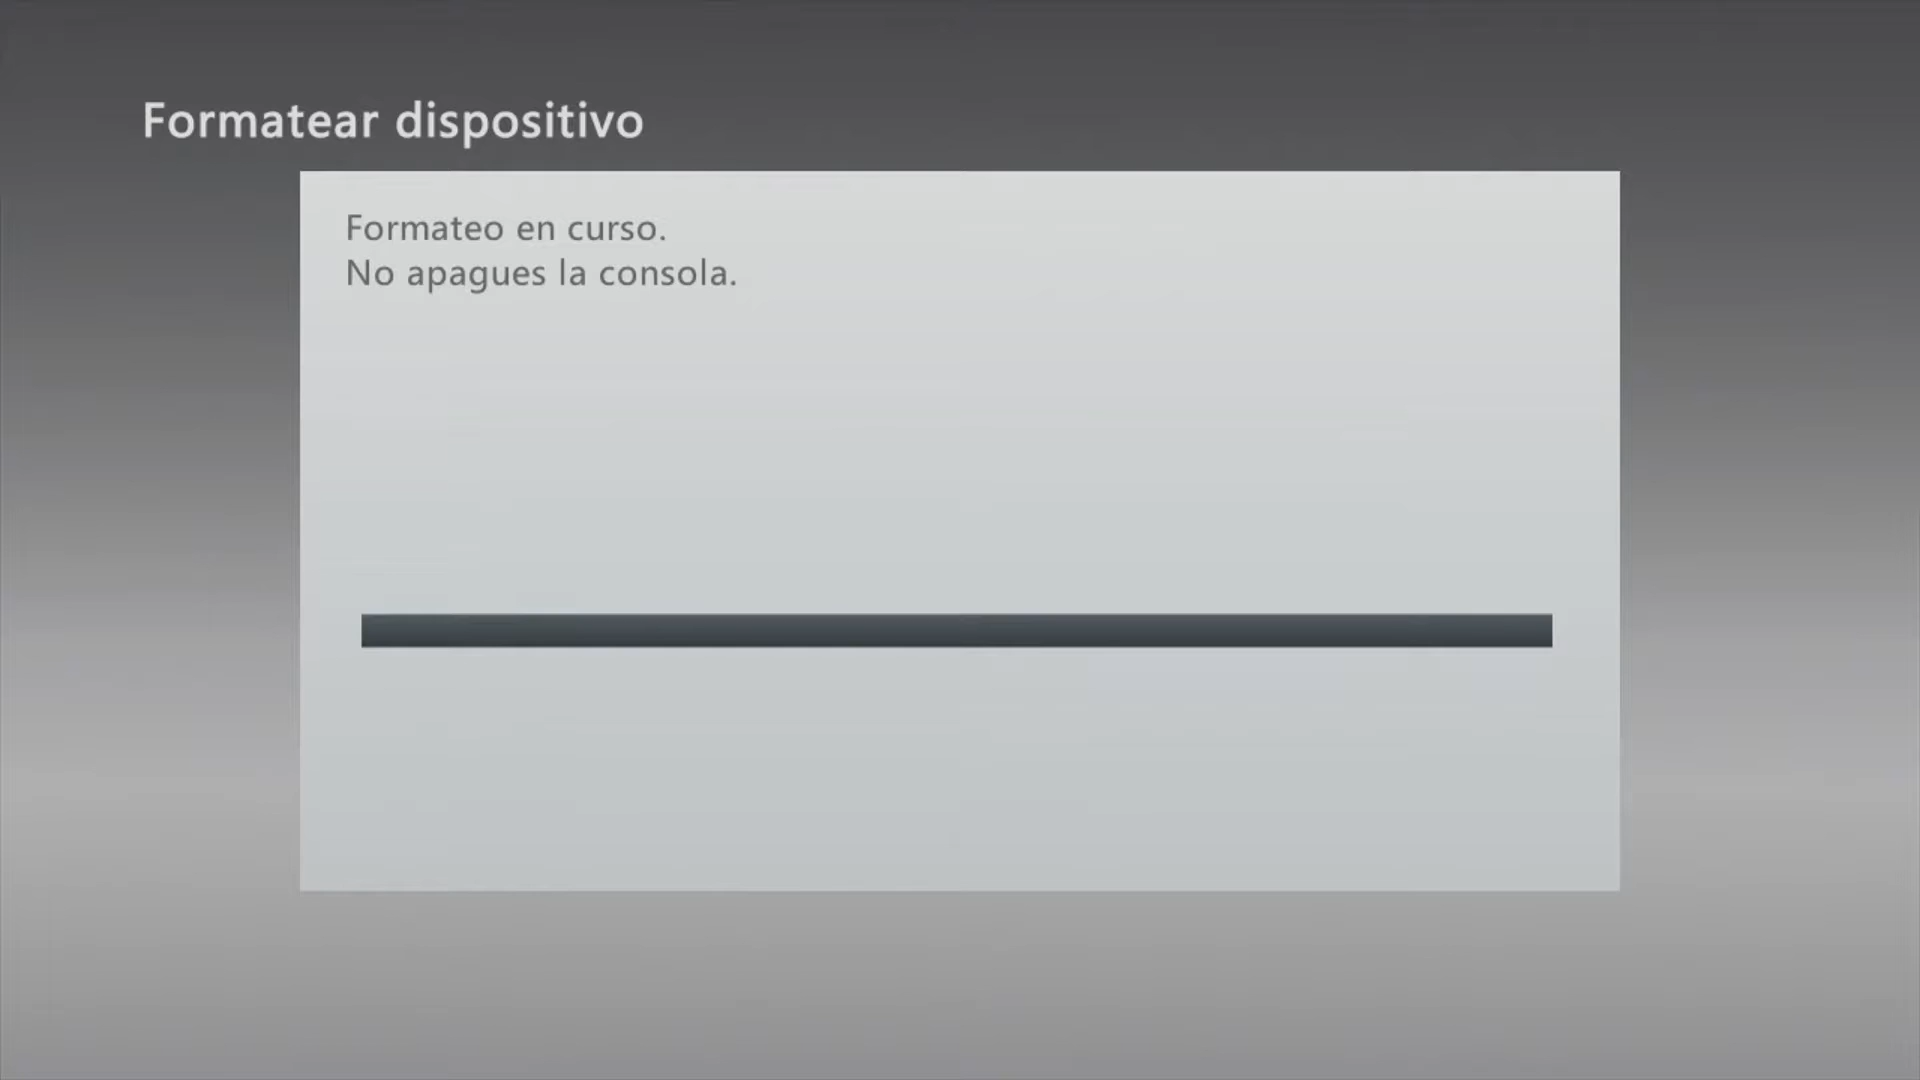 Formatear dispositivo
Formateo en curso.
No apagues la consola.